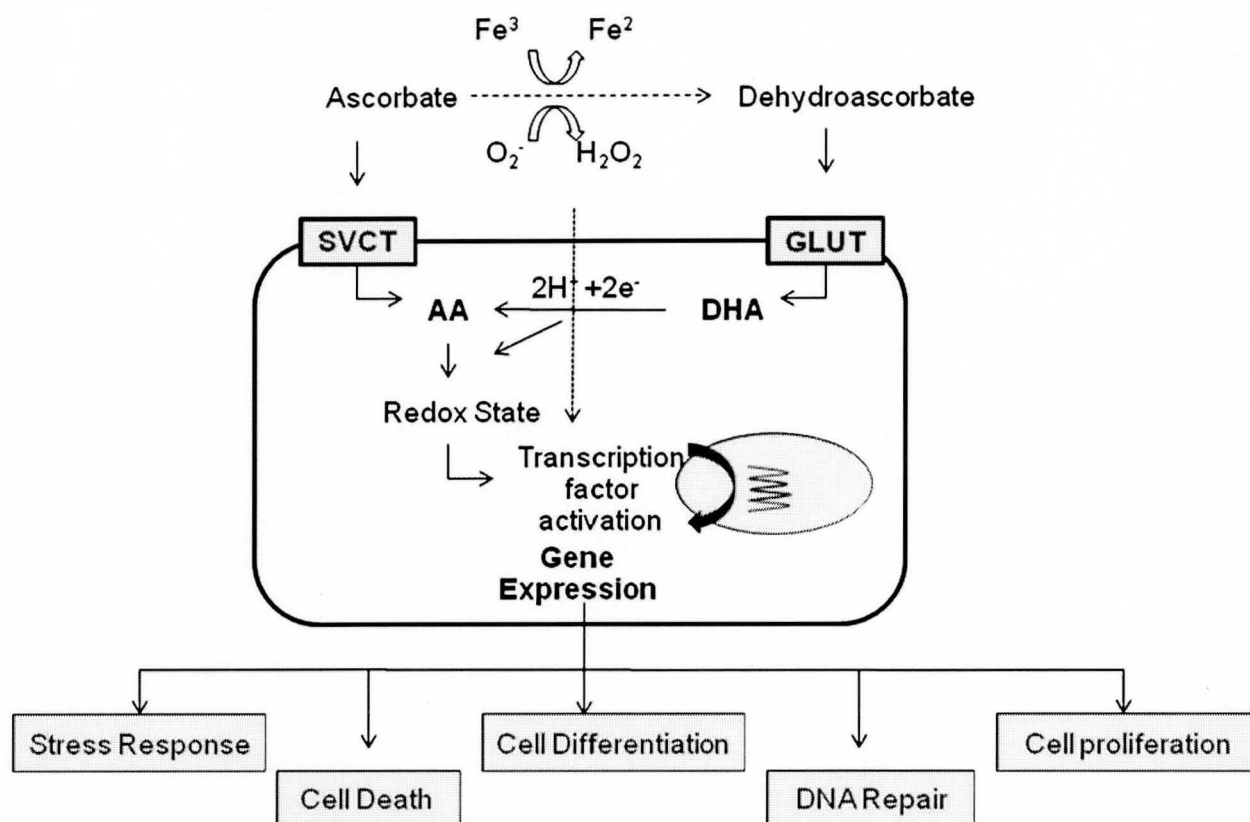 Fe³ Fe²
Ascorbate Dehydroascorbate
O₂⁻ H₂O₂
SVCT GLUT
2H⁺ +2e⁻
AA DHA
Redox State
Transcription
factor
activation
Gene
Expression
Stress Response Cell Differentiation Cell proliferation
Cell Death DNA Repair